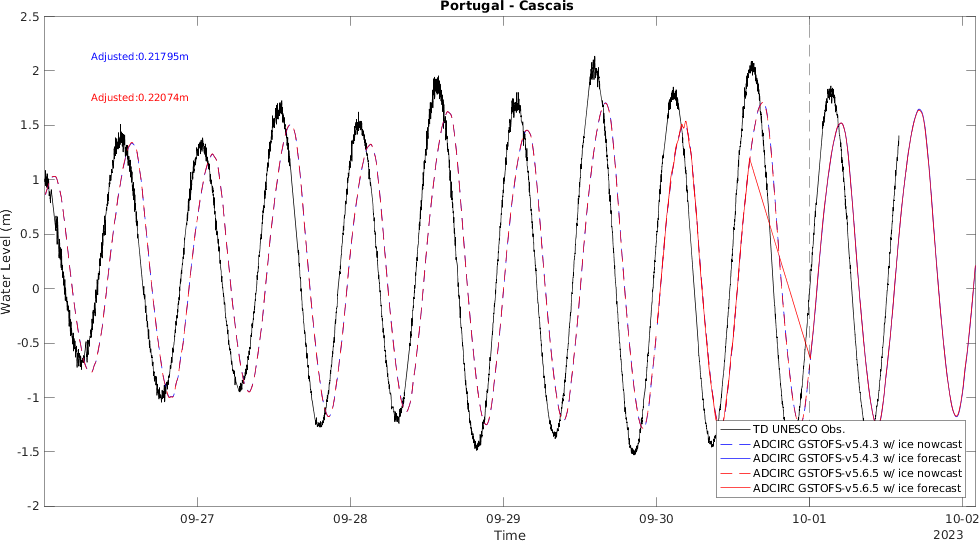 Portugal - Cascais
2.5
2
1.5
1
0.5
0
-0.5
-1
-1.5
-2
Water Level (m)
Adjusted:0.21795m
Adjusted:0.22074m
TD UNESCO Obs.
ADCIRC GSTOFS-v5.4.3 w/ ice nowcast
ADCIRC GSTOFS-v5.4.3 w/ ice forecast
ADCIRC GSTOFS-v5.6.5 w/ ice nowcast
ADCIRC GSTOFS-v5.6.5 w/ ice forecast
09-27 09-28 09-29 09-30 10-01 10-02
Time
2023